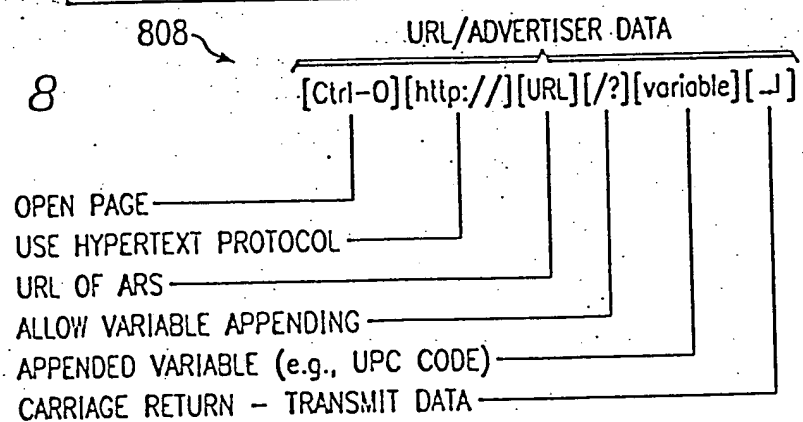 808
URL/ADVERTISER DATA
8
[Ctrl-O][http://][URL][/?][variable][↵]
OPEN PAGE
USE HYPERTEXT PROTOCOL
URL OF ARS
ALLOW VARIABLE APPENDING
APPENDED VARIABLE (e.g., UPC CODE)
CARRIAGE RETURN – TRANSMIT DATA